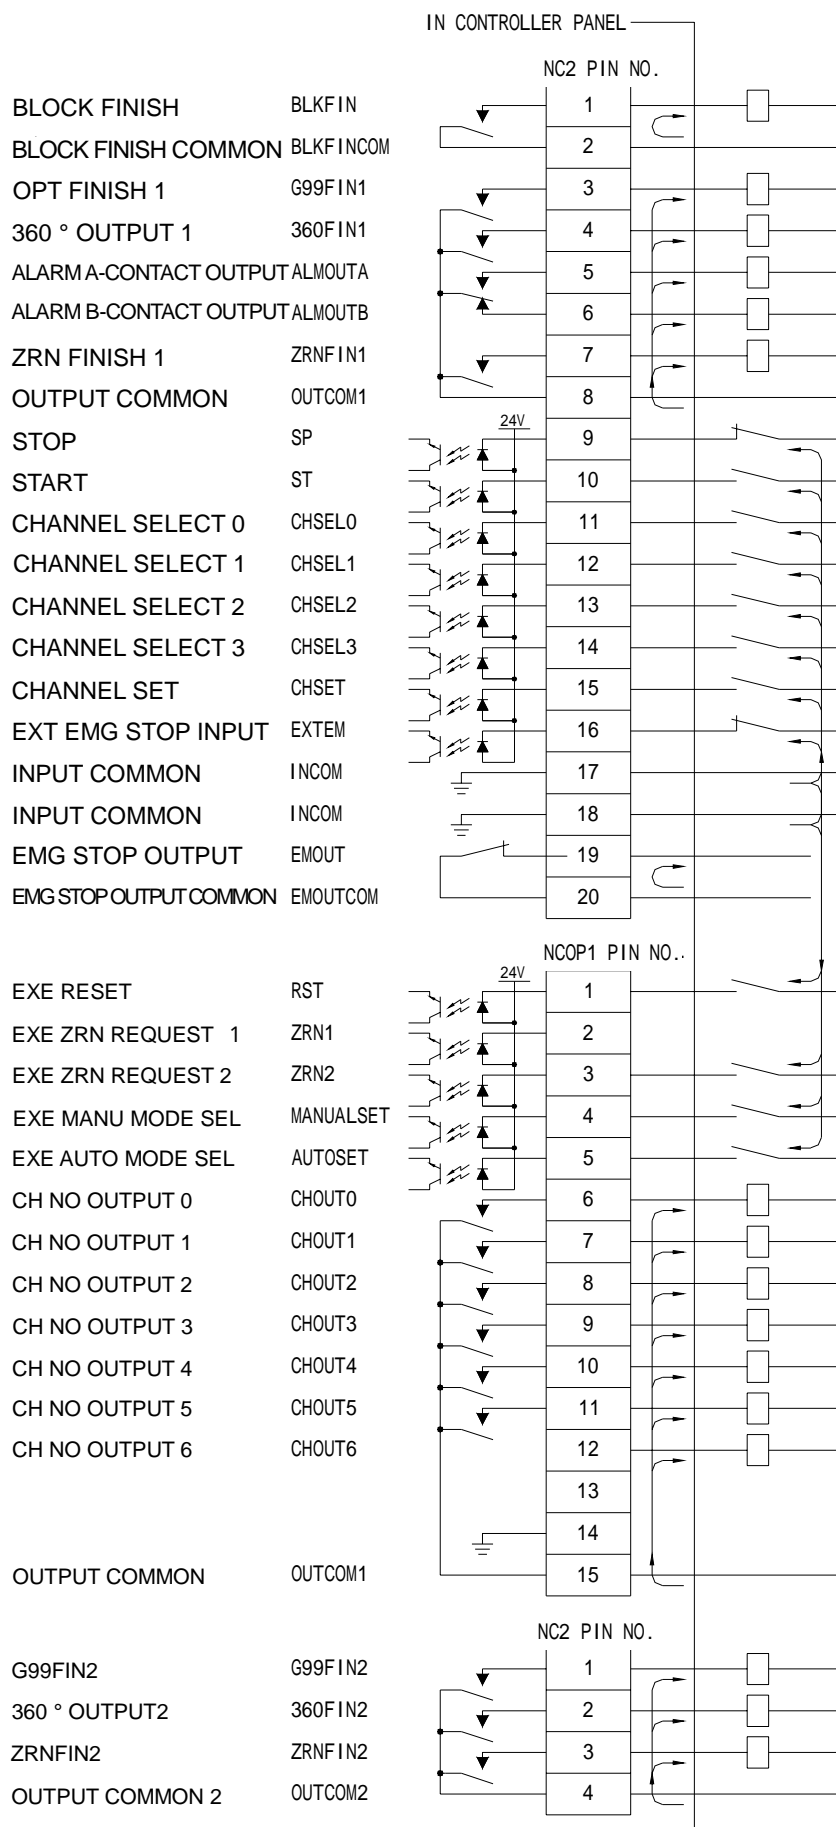 IN CONTROLLER PANEL
NC2 PIN NO.
BLOCK FINISH BLKFIN 1
BLOCK FINISH COMMON BLKFINCOM 2
OPT FINISH 1 G99FIN1 3
360 ° OUTPUT 1 360FIN1 4
ALARM A-CONTACT OUTPUT ALMOUTA 5
ALARM B-CONTACT OUTPUT ALMOUTB 6
ZRN FINISH 1 ZRNFIN1 7
OUTPUT COMMON OUTCOM1 8
24V
STOP SP 9
START ST 10
CHANNEL SELECT 0 CHSEL0 11
CHANNEL SELECT 1 CHSEL1 12
CHANNEL SELECT 2 CHSEL2 13
CHANNEL SELECT 3 CHSEL3 14
CHANNEL SET CHSET 15
EXT EMG STOP INPUT EXTEM 16
INPUT COMMON INCOM 17
INPUT COMMON INCOM 18
EMG STOP OUTPUT EMOUT 19
EMG STOP OUTPUT COMMON EMOUTCOM 20
NCOP1 PIN NO.
24V
EXE RESET RST 1
EXE ZRN REQUEST 1 ZRN1 2
EXE ZRN REQUEST 2 ZRN2 3
EXE MANU MODE SEL MANUALSET 4
EXE AUTO MODE SEL AUTOSET 5
CH NO OUTPUT 0 CHOUT0 6
CH NO OUTPUT 1 CHOUT1 7
CH NO OUTPUT 2 CHOUT2 8
CH NO OUTPUT 3 CHOUT3 9
CH NO OUTPUT 4 CHOUT4 10
CH NO OUTPUT 5 CHOUT5 11
CH NO OUTPUT 6 CHOUT6 12
13
14
OUTPUT COMMON OUTCOM1 15
NC2 PIN NO.
G99FIN2 G99FIN2 1
360 ° OUTPUT2 360FIN2 2
ZRNFIN2 ZRNFIN2 3
OUTPUT COMMON 2 OUTCOM2 4